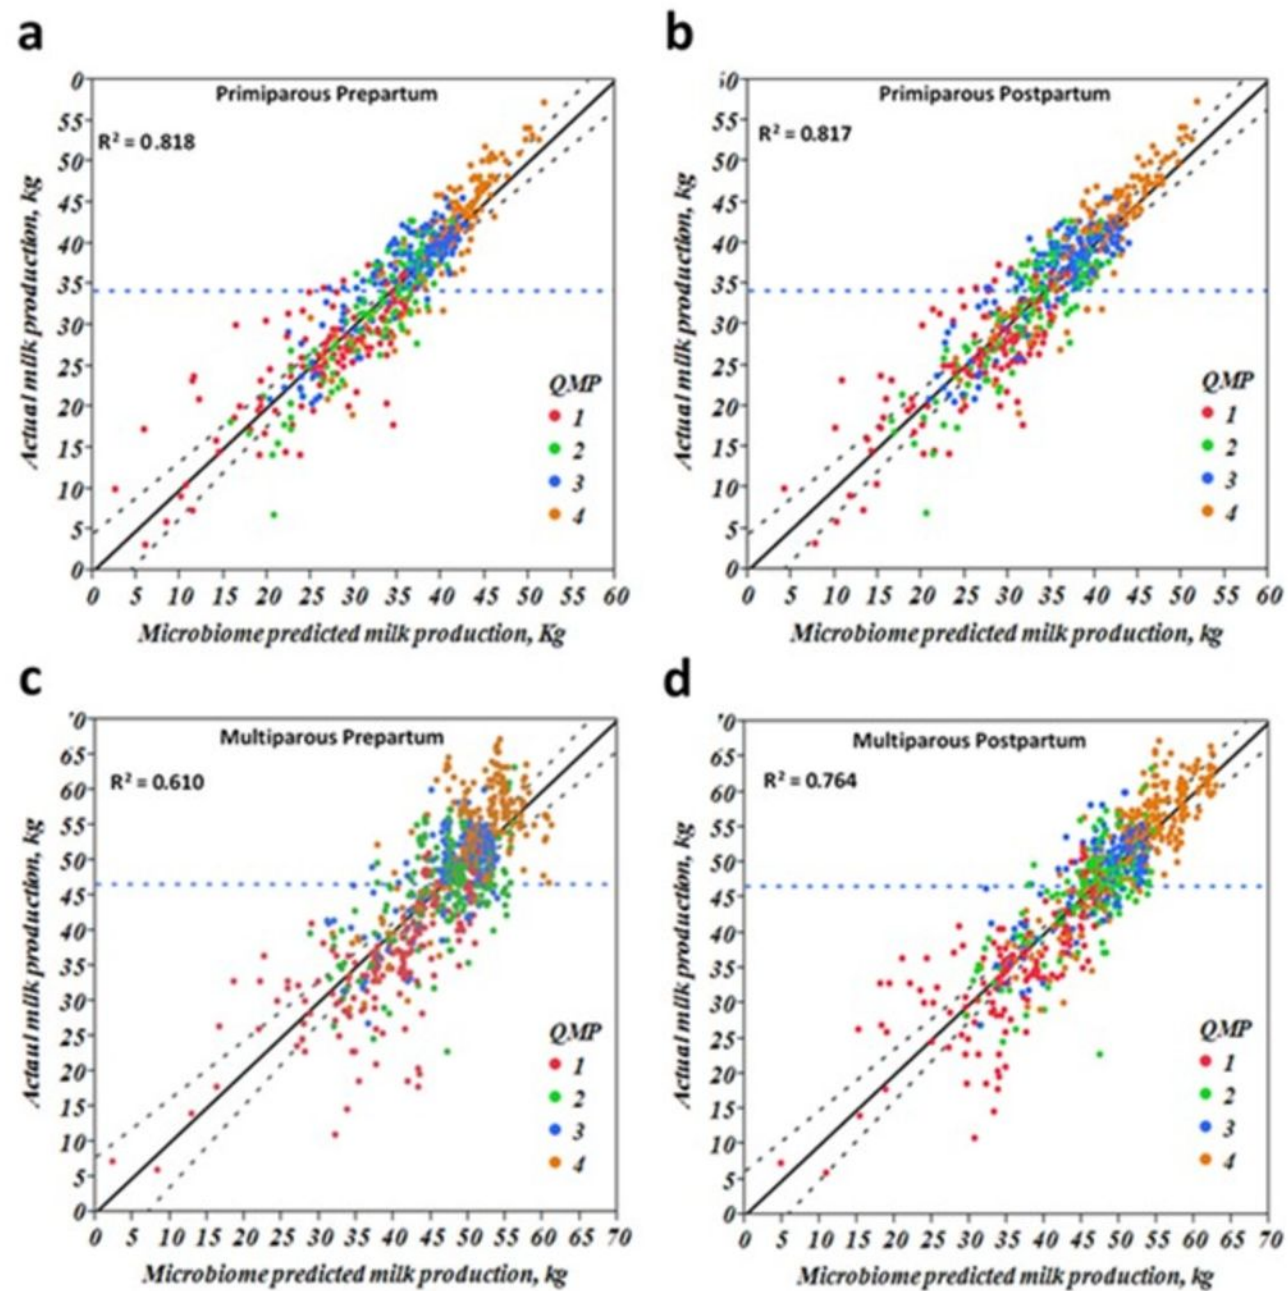 a
Primiparous Prepartum
R² = 0.818
Actual milk production, kg
0
55
50
45
40
35
30
25
20
15
10
5
0
QMP
1
2
3
4
0 5 10 15 20 25 30 35 40 45 50 55 60
Microbiome predicted milk production, Kg
b
Primiparous Postpartum
R² = 0.817
Actual milk production, kg
55
50
45
40
35
30
25
20
15
10
5
0
QMP
1
2
3
4
0 5 10 15 20 25 30 35 40 45 50 55 60
Microbiome predicted milk production, kg
c
Multiparous Prepartum
R² = 0.610
Actaul milk production, kg
65
60
55
50
45
40
35
30
25
20
15
10
5
0
QMP
1
2
3
4
0 5 10 15 20 25 30 35 40 45 50 55 60 65 70
Microbiome predicted milk production, kg
d
Multiparous Postpartum
R² = 0.764
Actual milk production, kg
65
60
55
50
45
40
35
30
25
20
15
10
5
0
QMP
1
2
3
4
0 5 10 15 20 25 30 35 40 45 50 55 60 65 70
Microbiome predicted milk production, kg